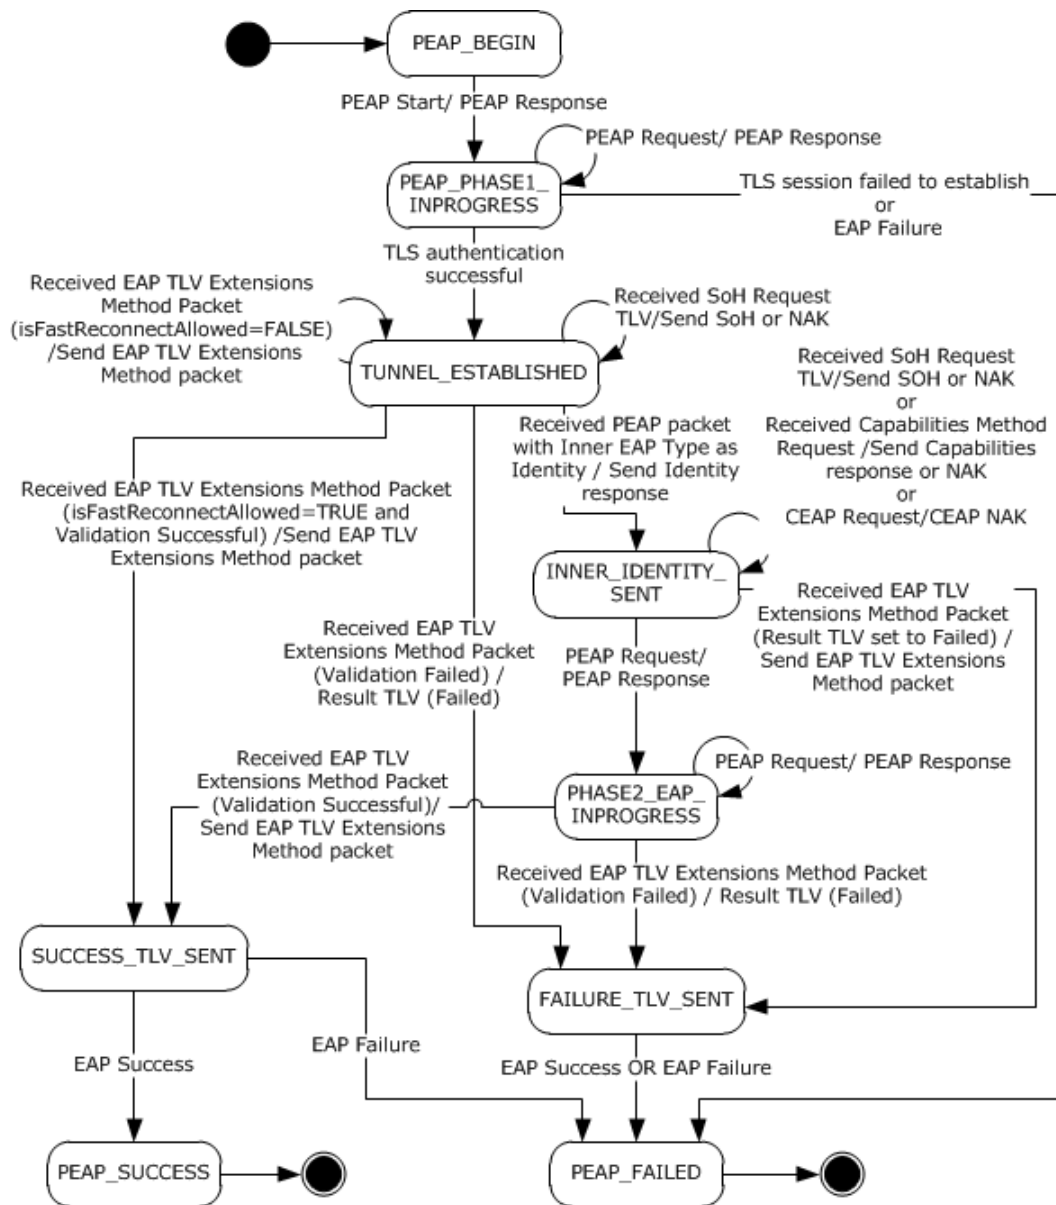 PEAP_BEGIN
PEAP Start/ PEAP Response
PEAP Request/ PEAP Response
PEAP_PHASE1_
INPROGRESS
TLS session failed to establish
or
EAP Failure
TLS authentication
successful
Received EAP TLV Extensions
Method Packet
(isFastReconnectAllowed=FALSE)
/Send EAP TLV Extensions
Method packet
Received SoH Request
TLV/Send SoH or NAK
TUNNEL_ESTABLISHED
Received SoH Request
TLV/Send SOH or NAK
or
Received Capabilities Method
Request /Send Capabilities
response or NAK
or
CEAP Request/CEAP NAK
Received PEAP packet
with Inner EAP Type as
Identity / Send Identity
response
Received EAP TLV Extensions Method Packet
(isFastReconnectAllowed=TRUE and
Validation Successful) /Send EAP TLV
Extensions Method packet
INNER_IDENTITY_
SENT
Received EAP TLV
Extensions Method Packet
(Result TLV set to Failed) /
Send EAP TLV Extensions
Method packet
Received EAP TLV
Extensions Method Packet
(Validation Failed) /
Result TLV (Failed)
PEAP Request/
PEAP Response
Received EAP TLV
Extensions Method Packet
(Validation Successful)/
Send EAP TLV Extensions
Method packet
PEAP Request/ PEAP Response
PHASE2_EAP_
INPROGRESS
Received EAP TLV Extensions Method Packet
(Validation Failed) / Result TLV (Failed)
SUCCESS_TLV_SENT
FAILURE_TLV_SENT
EAP Success
EAP Failure
EAP Success OR EAP Failure
PEAP_SUCCESS
PEAP_FAILED